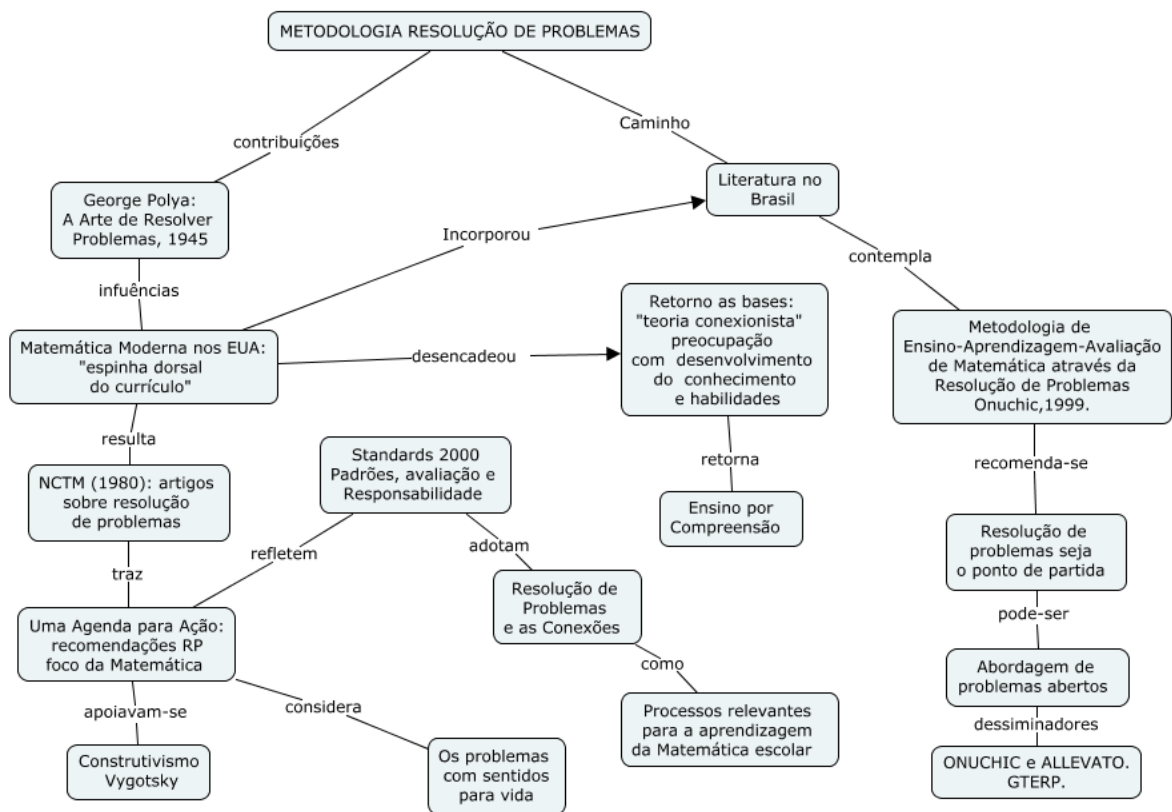 METODOLOGIA RESOLUÇÃO DE PROBLEMAS
contribuições
Caminho
George Polya:
A Arte de Resolver
Problemas, 1945
Literatura no
Brasil
Incorporou
infuências
contempla
Matemática Moderna nos EUA:
"espinha dorsal
do currículo"
desencadeou
Retorno as bases:
"teoria conexionista"
preocupação
com desenvolvimento
do conhecimento
e habilidades
Metodologia de
Ensino-Aprendizagem-Avaliação
de Matemática através da
Resolução de Problemas
Onuchic,1999.
resulta
retorna
recomenda-se
NCTM (1980): artigos
sobre resolução
de problemas
Standards 2000
Padrões, avaliação e
Responsabilidade
Ensino por
Compreensão
Resolução de
problemas seja
o ponto de partida
traz
refletem
adotam
Resolução de
Problemas
e as Conexões
pode-ser
Uma Agenda para Ação:
recomendações RP
foco da Matemática
como
Abordagem de
problemas abertos
apoiavam-se
considera
Processos relevantes
para a aprendizagem
da Matemática escolar
dessiminadores
Construtivismo
Vygotsky
Os problemas
com sentidos
para vida
ONUCHIC e ALLEVATO.
GTERP.